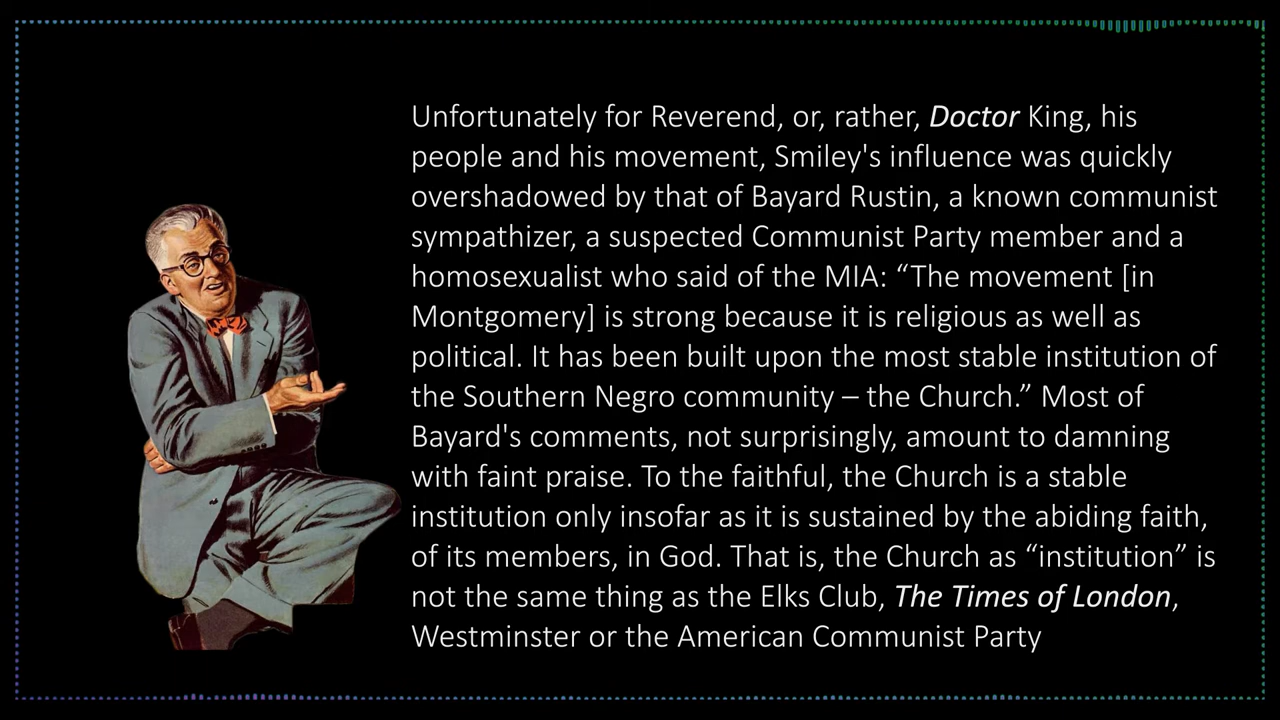 Unfortunately for Reverend, or, rather, Doctor King, his
people and his movement, Smiley's influence was quickly
overshadowed by that of Bayard Rustin, a known communist
sympathizer, a suspected Communist Party member and a
homosexualist who said of the MIA: “The movement [in
Montgomery] is strong because it is religious as well as
political. It has been built upon the most stable institution of
the Southern Negro community – the Church.” Most of
Bayard's comments, not surprisingly, amount to damning
with faint praise. To the faithful, the Church is a stable
institution only insofar as it is sustained by the abiding faith,
of its members, in God. That is, the Church as “institution” is
not the same thing as the Elks Club, The Times of London,
Westminster or the American Communist Party